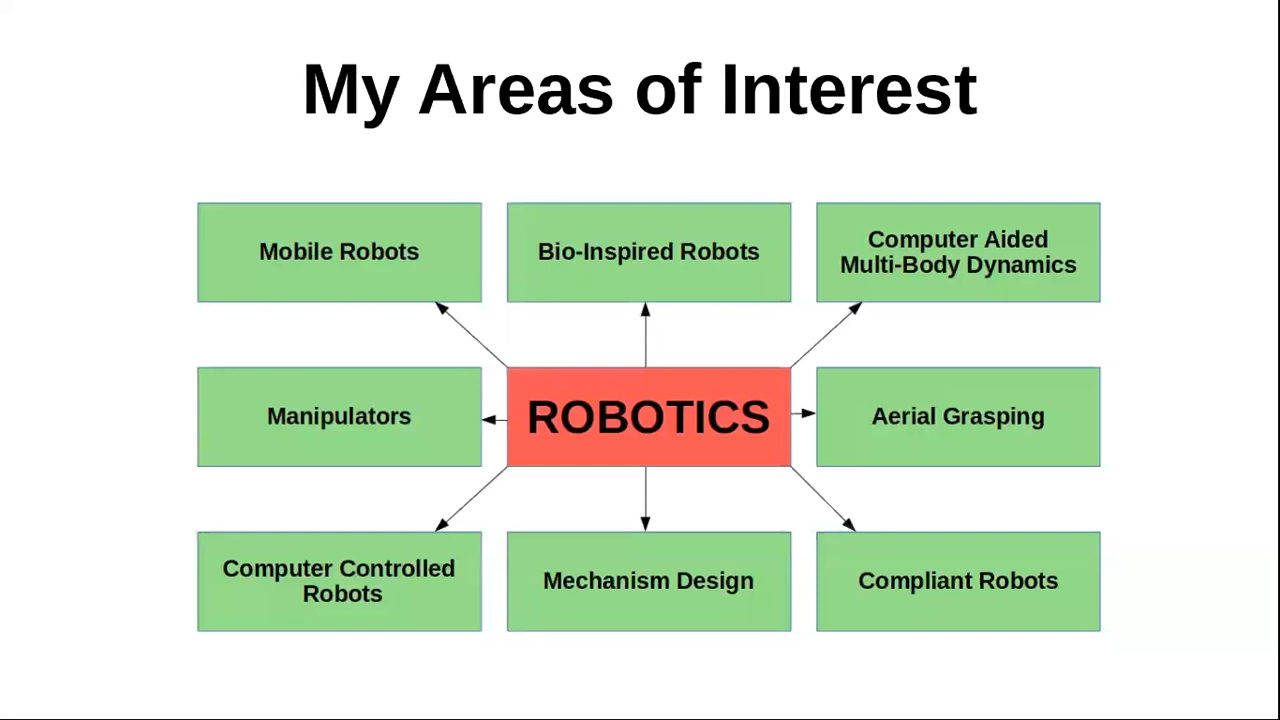 My Areas of Interest
Mobile Robots
Bio-Inspired Robots
Computer Aided
Multi-Body Dynamics
Manipulators
ROBOTICS
Aerial Grasping
Computer Controlled
Robots
Mechanism Design
Compliant Robots